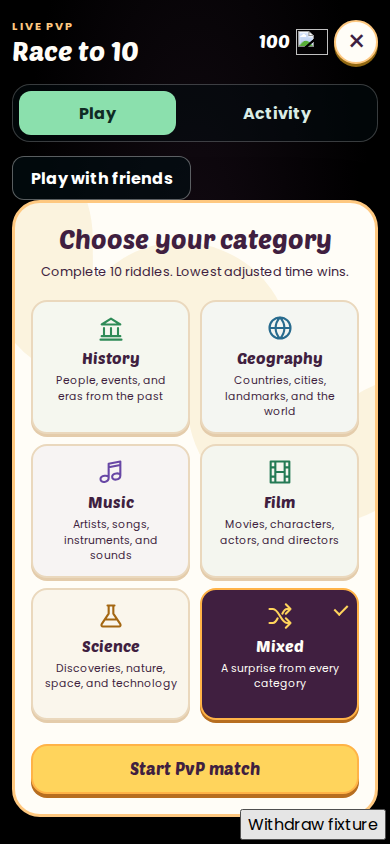 LIVE PVP
Race to 10
100
Play
Activity
Play with friends
Choose your category
Complete 10 riddles. Lowest adjusted time wins.
History
People, events, and
eras from the past
Geography
Countries, cities,
landmarks, and the
world
Music
Artists, songs,
instruments, and
sounds
Film
Movies, characters,
actors, and directors
Science
Discoveries, nature,
space, and technology
Mixed
A surprise from every
category
Start PvP match
Withdraw fixture